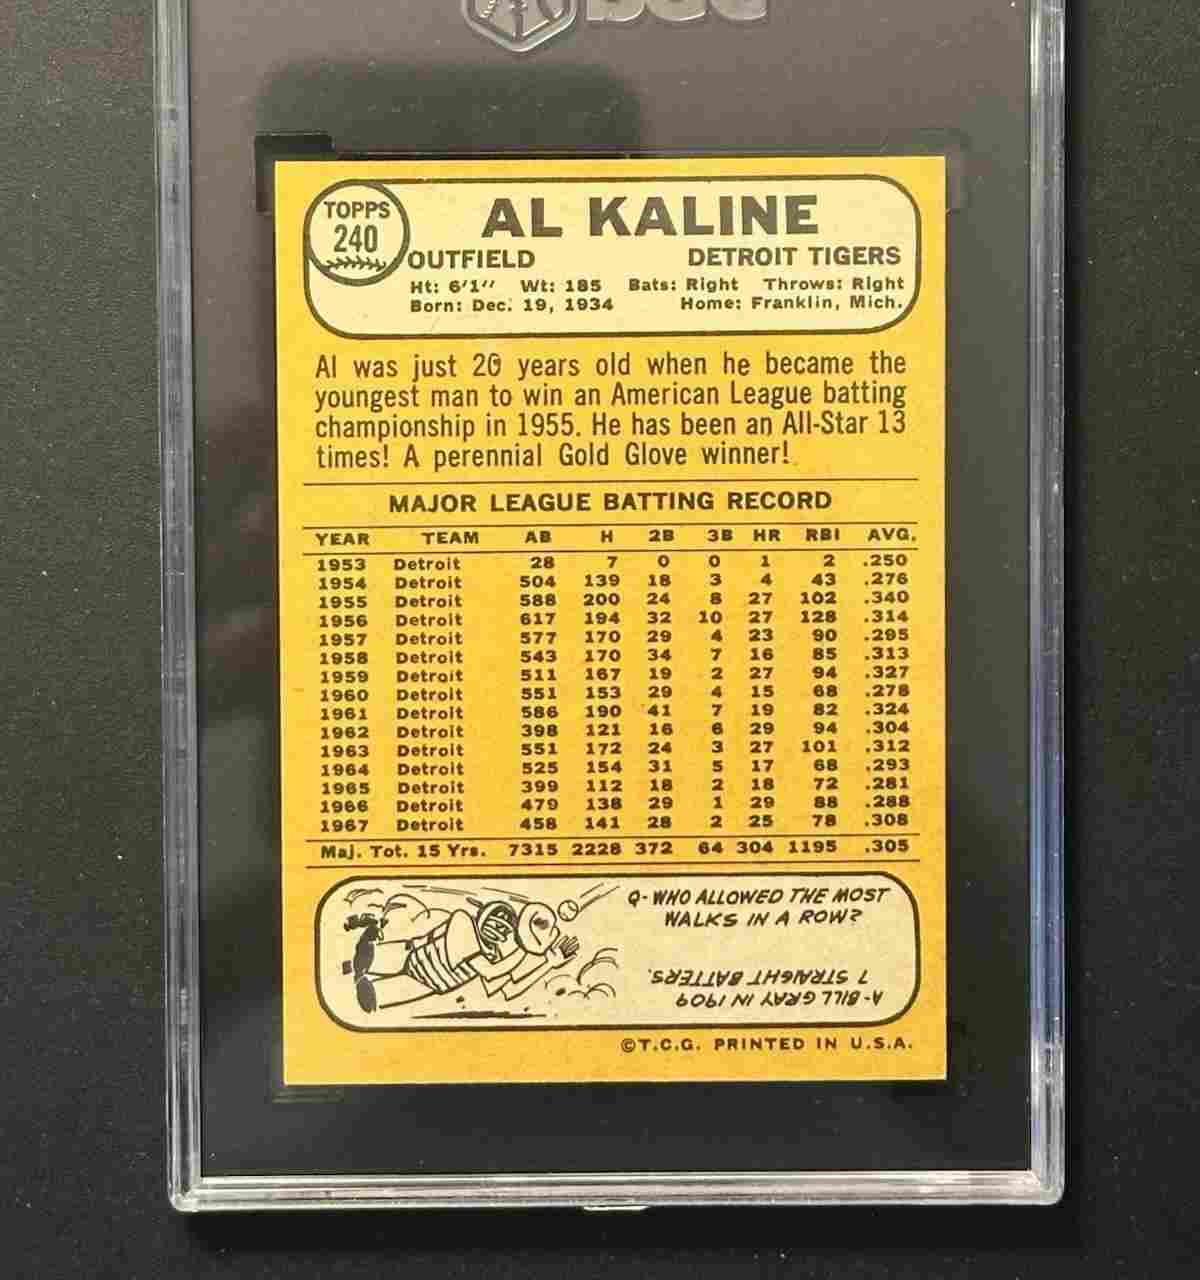 SGC
TOPPS
240
AL KALINE
OUTFIELD DETROIT TIGERS
Ht: 6'1" Wt: 185 Bats: Right Throws: Right
Born: Dec. 19, 1934 Home: Franklin, Mich.
Al was just 20 years old when he became the
youngest man to win an American League batting
championship in 1955. He has been an All-Star 13
times! A perennial Gold Glove winner!
MAJOR LEAGUE BATTING RECORD
YEAR TEAM AB H 2B 3B HR RBI AVG.
1953 Detroit 28 7 0 0 1 2 .250
1954 Detroit 504 139 18 3 4 43 .276
1955 Detroit 588 200 24 8 27 102 .340
1956 Detroit 617 194 32 10 27 128 .314
1957 Detroit 577 170 29 4 23 90 .295
1958 Detroit 543 170 34 7 16 85 .313
1959 Detroit 511 167 19 2 27 94 .327
1960 Detroit 551 153 29 4 15 68 .278
1961 Detroit 586 190 41 7 19 82 .324
1962 Detroit 398 121 16 6 29 94 .304
1963 Detroit 551 172 24 3 27 101 .312
1964 Detroit 525 154 31 5 17 68 .293
1965 Detroit 399 112 18 2 18 72 .281
1966 Detroit 479 138 29 1 29 88 .288
1967 Detroit 458 141 28 2 25 78 .308
Maj. Tot. 15 Yrs. 7315 2228 372 64 304 1195 .305
Q- WHO ALLOWED THE MOST
WALKS IN A ROW?
A- BILL GRAY IN 1909
7 STRAIGHT BATTERS.
©T.C.G. PRINTED IN U.S.A.